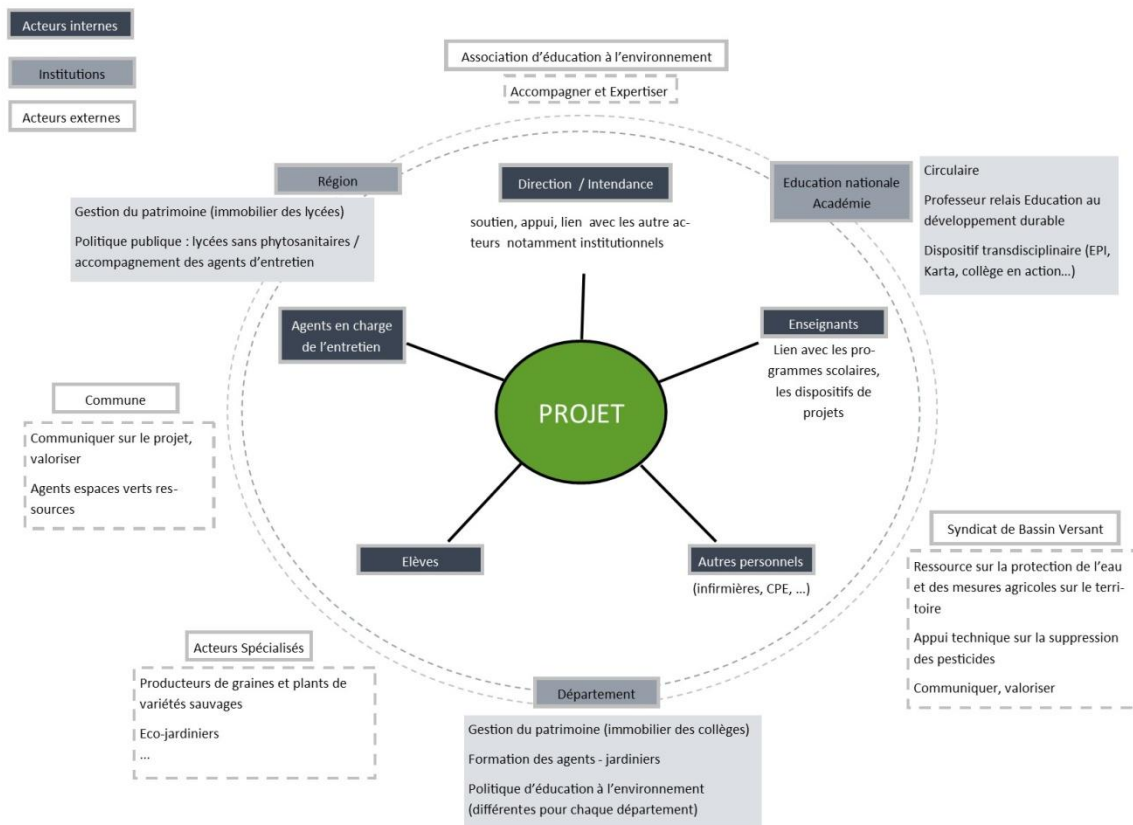 Acteurs internes
Institutions
Acteurs externes
Association d'éducation à l'environnement
Accompagner et Expertiser
Région
Gestion du patrimoine (immobilier des lycées)
Politique publique : lycées sans phytosanitaires /
accompagnement des agents d'entretien
Direction / Intendance
soutien, appui, lien avec les autre ac-
teurs notamment institutionnels
Education nationale
Académie
Circulaire
Professeur relais Education au
développement durable
Dispositif transdisciplinaire (EPI,
Karta, collège en action...)
Agents en charge
de l'entretien
Enseignants
Lien avec les pro-
grammes scolaires,
les dispositifs de
projets
PROJET
Commune
Communiquer sur le projet,
valoriser
Agents espaces verts res-
sources
Elèves
Autres personnels
(infirmières, CPE, ...)
Syndicat de Bassin Versant
Ressource sur la protection de l'eau
et des mesures agricoles sur le terri-
toire
Appui technique sur la suppression
des pesticides
Communiquer, valoriser
Acteurs Spécialisés
Producteurs de graines et plants de
variétés sauvages
Eco-jardiniers
...
Département
Gestion du patrimoine (immobilier des collèges)
Formation des agents - jardiniers
Politique d'éducation à l'environnement
(différentes pour chaque département)